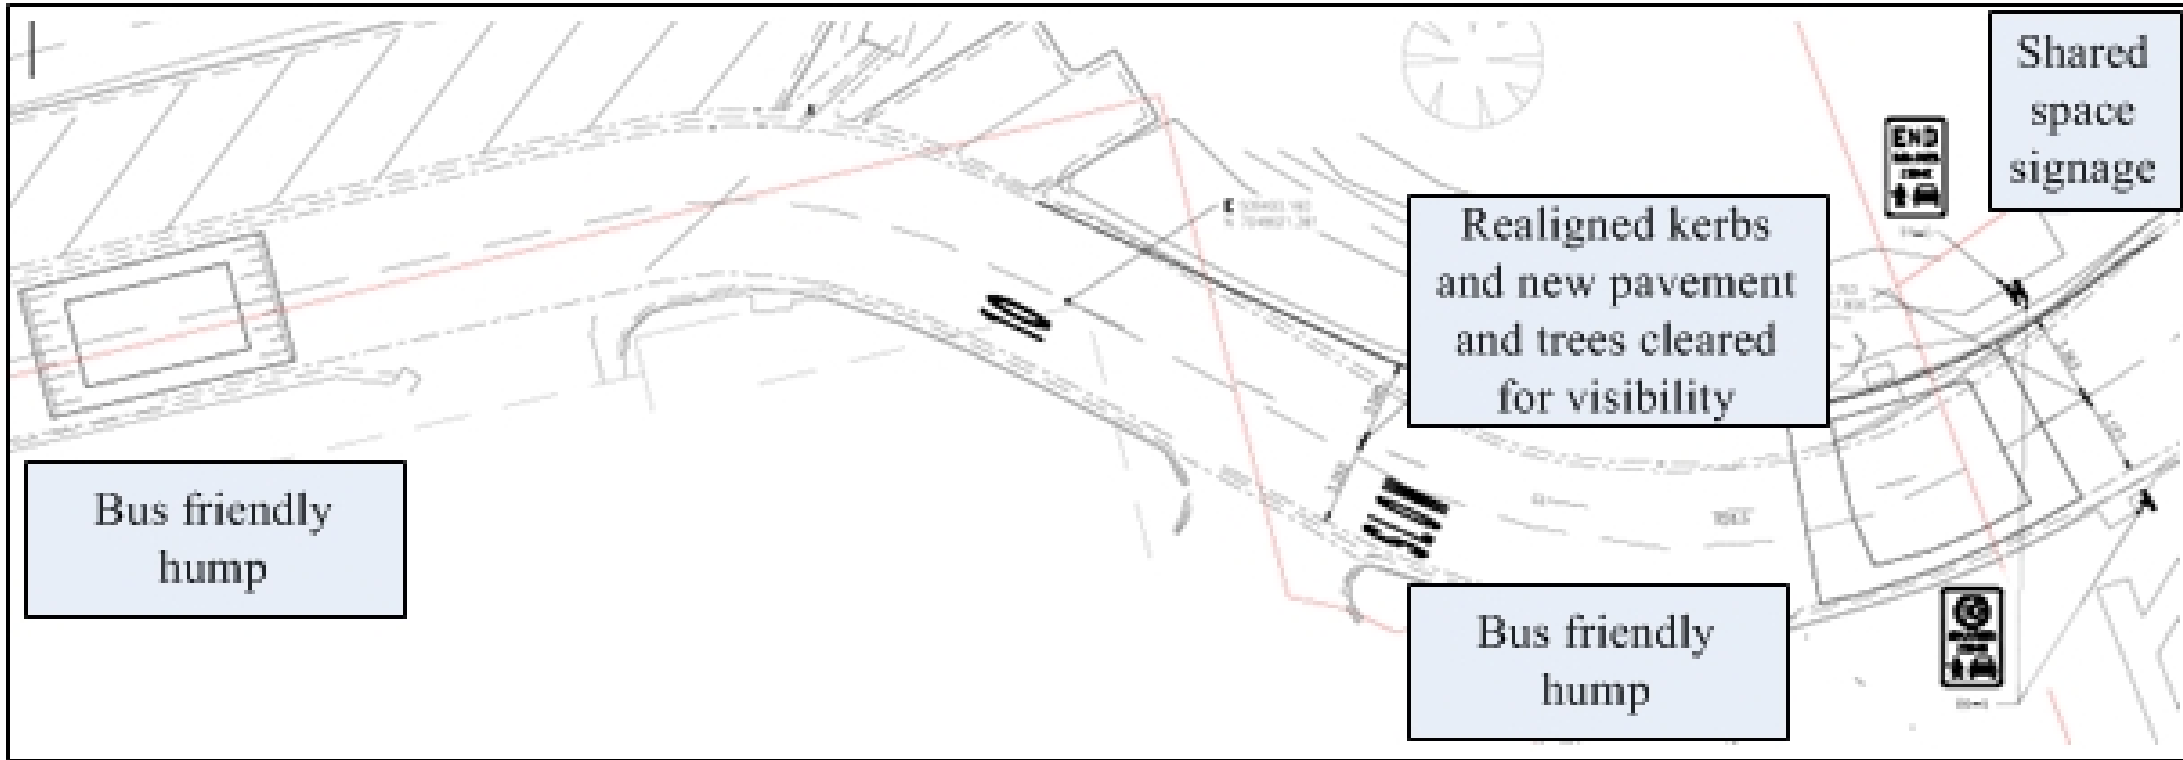 Shared
space
signage
END
Realigned kerbs
and new pavement
and trees cleared
for visibility
Bus friendly
hump
Bus friendly
hump